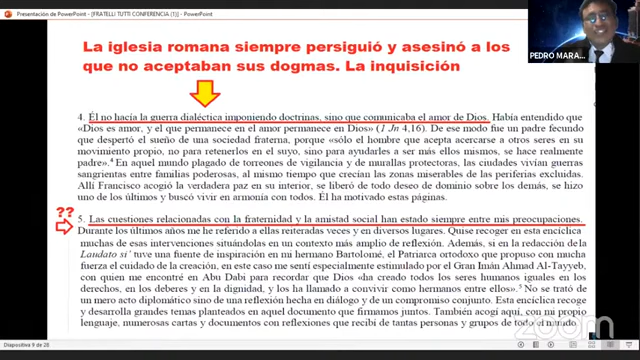 Presentación de PowerPoint - [FRATELLI TUTTI CONFERENCIA (1)] - PowerPoint
PEDRO MARA...
La iglesia romana siempre persiguió y asesinó a los
que no aceptaban sus dogmas. La inquisición
4. Él no hacía la guerra dialéctica imponiendo doctrinas, sino que comunicaba el amor de Dios. Había entendido que
«Dios es amor, y el que permanece en el amor permanece en Dios» (1 Jn 4,16). De ese modo fue un padre fecundo
que despertó el sueño de una sociedad fraterna, porque «sólo el hombre que acepta acercarse a otros seres en su
movimiento propio, no para retenerlos en el suyo, sino para ayudarles a ser más ellos mismos, se hace realmente
padre».4 En aquel mundo plagado de torreones de vigilancia y de murallas protectoras, las ciudades vivían guerras
sangrientas entre familias poderosas, al mismo tiempo que crecían las zonas miserables de las periferias excluidas.
Allí Francisco acogió la verdadera paz en su interior, se liberó de todo deseo de dominio sobre los demás, se hizo
uno de los últimos y buscó vivir en armonía con todos. Él ha motivado estas páginas.
??
5. Las cuestiones relacionadas con la fraternidad y la amistad social han estado siempre entre mis preocupaciones.
Durante los últimos años me he referido a ellas reiteradas veces y en diversos lugares. Quise recoger en esta encíclica
muchas de esas intervenciones situándolas en un contexto más amplio de reflexión. Además, si en la redacción de la
Laudato si' tuve una fuente de inspiración en mi hermano Bartolomé, el Patriarca ortodoxo que propuso con mucha
fuerza el cuidado de la creación, en este caso me sentí especialmente estimulado por el Gran Imán Ahmad Al-Tayyeb,
con quien me encontré en Abu Dabi para recordar que Dios «ha creado todos los seres humanos iguales en los
derechos, en los deberes y en la dignidad, y los ha llamado a convivir como hermanos entre ellos».5 No se trató de
un mero acto diplomático sino de una reflexión hecha en diálogo y de un compromiso conjunto. Esta encíclica recoge
y desarrolla grandes temas planteados en aquel documento que firmamos juntos. También acogí aquí, con mi propio
lenguaje, numerosas cartas y documentos con reflexiones que recibí de tantas personas y grupos de todo el mundo.
zoom
Diapositiva 9 de 28